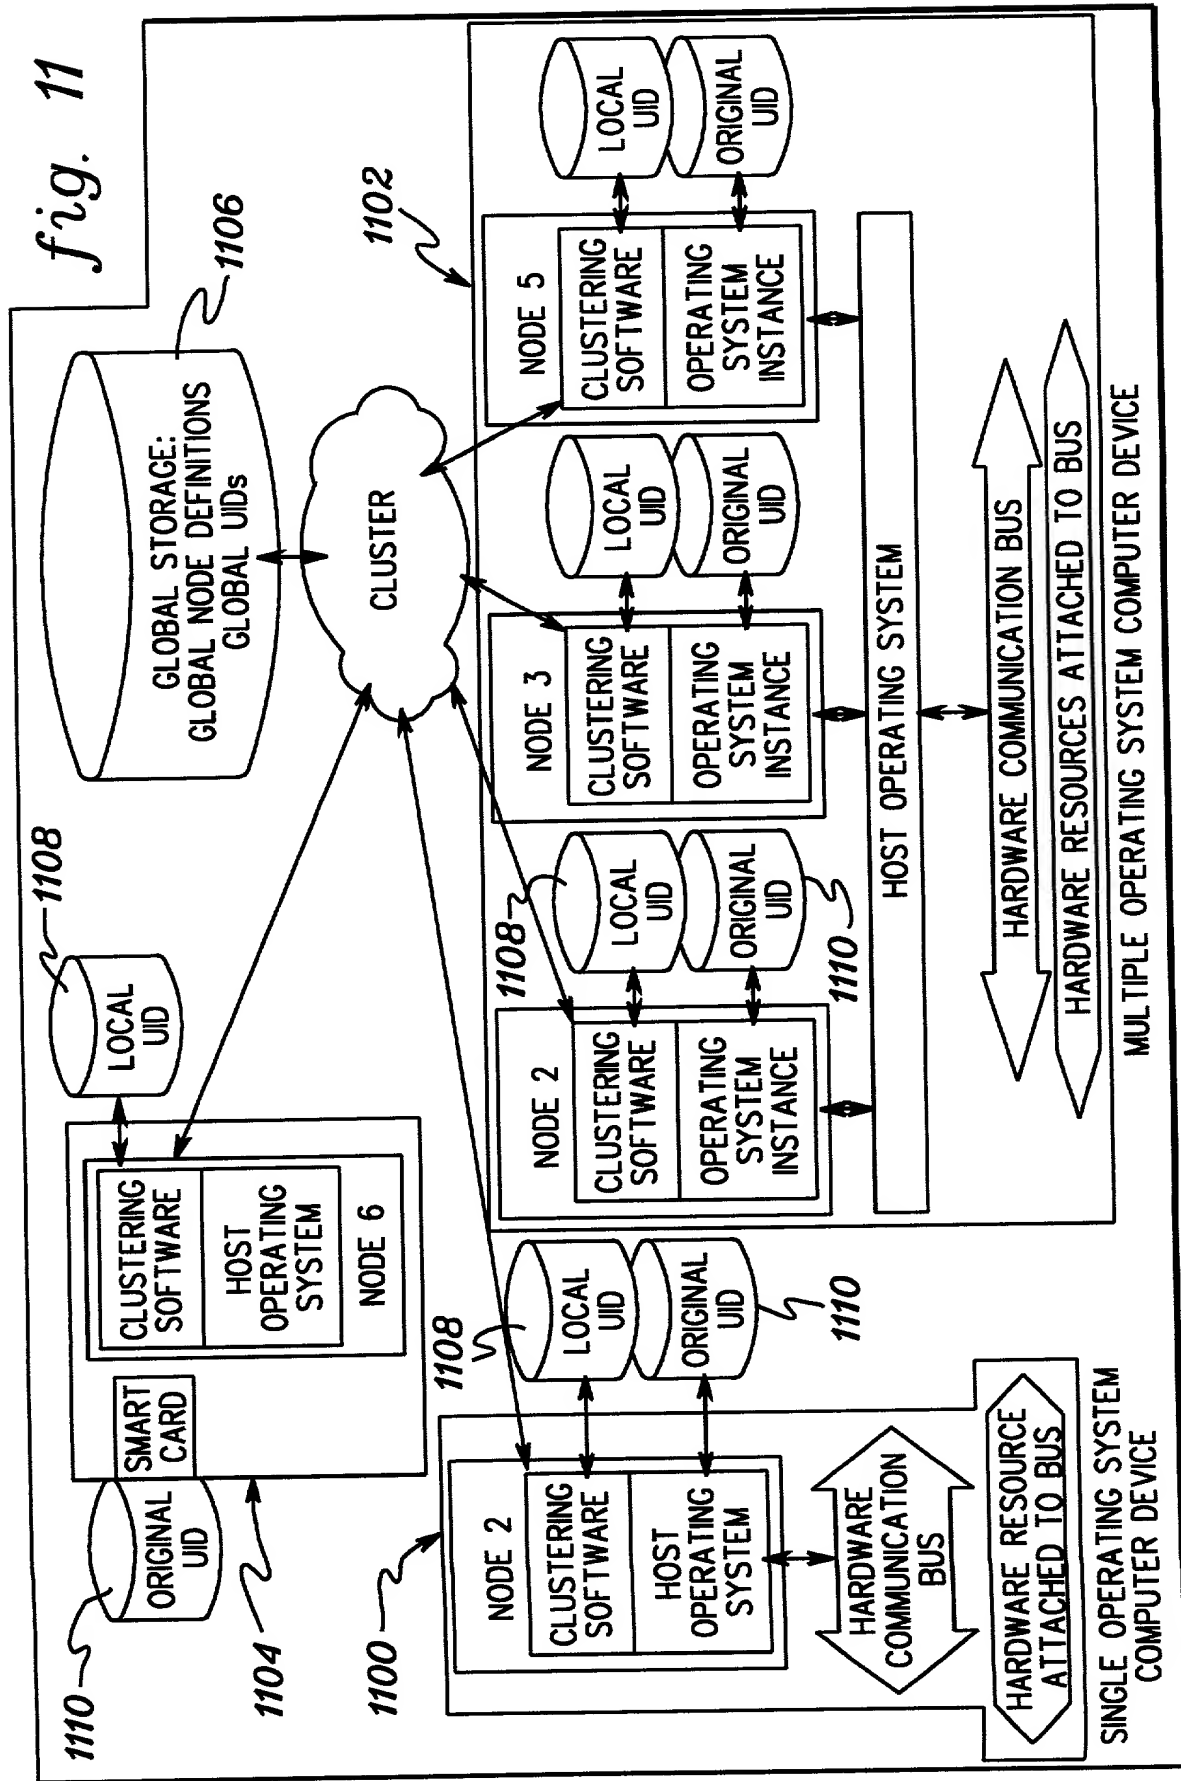 fig. 11
1110
ORIGINAL
UID
SMART
CARD
1104
CLUSTERING
SOFTWARE
HOST
OPERATING
SYSTEM
NODE 6
LOCAL
UID
1108
GLOBAL STORAGE:
GLOBAL NODE DEFINITIONS
GLOBAL UIDs
1106
CLUSTER
1100
NODE 2
CLUSTERING
SOFTWARE
HOST
OPERATING
SYSTEM
1108
LOCAL
UID
ORIGINAL
UID
1110
HARDWARE
COMMUNICATION
BUS
HARDWARE RESOURCE
ATTACHED TO BUS
SINGLE OPERATING SYSTEM
COMPUTER DEVICE
1102
NODE 2
CLUSTERING
SOFTWARE
OPERATING
SYSTEM
INSTANCE
1108
LOCAL
UID
ORIGINAL
UID
1110
NODE 3
CLUSTERING
SOFTWARE
OPERATING
SYSTEM
INSTANCE
LOCAL
UID
ORIGINAL
UID
NODE 5
CLUSTERING
SOFTWARE
OPERATING
SYSTEM
INSTANCE
LOCAL
UID
ORIGINAL
UID
HOST OPERATING SYSTEM
HARDWARE COMMUNICATION BUS
HARDWARE RESOURCES ATTACHED TO BUS
MULTIPLE OPERATING SYSTEM COMPUTER DEVICE